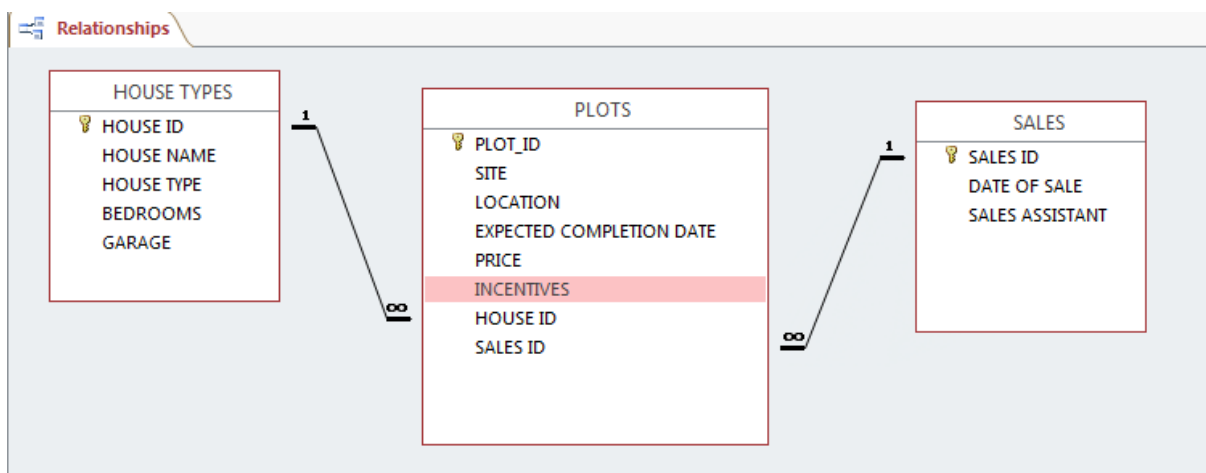 Relationships
HOUSE TYPES
HOUSE ID
HOUSE NAME
HOUSE TYPE
BEDROOMS
GARAGE
1
∞
PLOTS
PLOT_ID
SITE
LOCATION
EXPECTED COMPLETION DATE
PRICE
INCENTIVES
HOUSE ID
SALES ID
1
∞
SALES
SALES ID
DATE OF SALE
SALES ASSISTANT